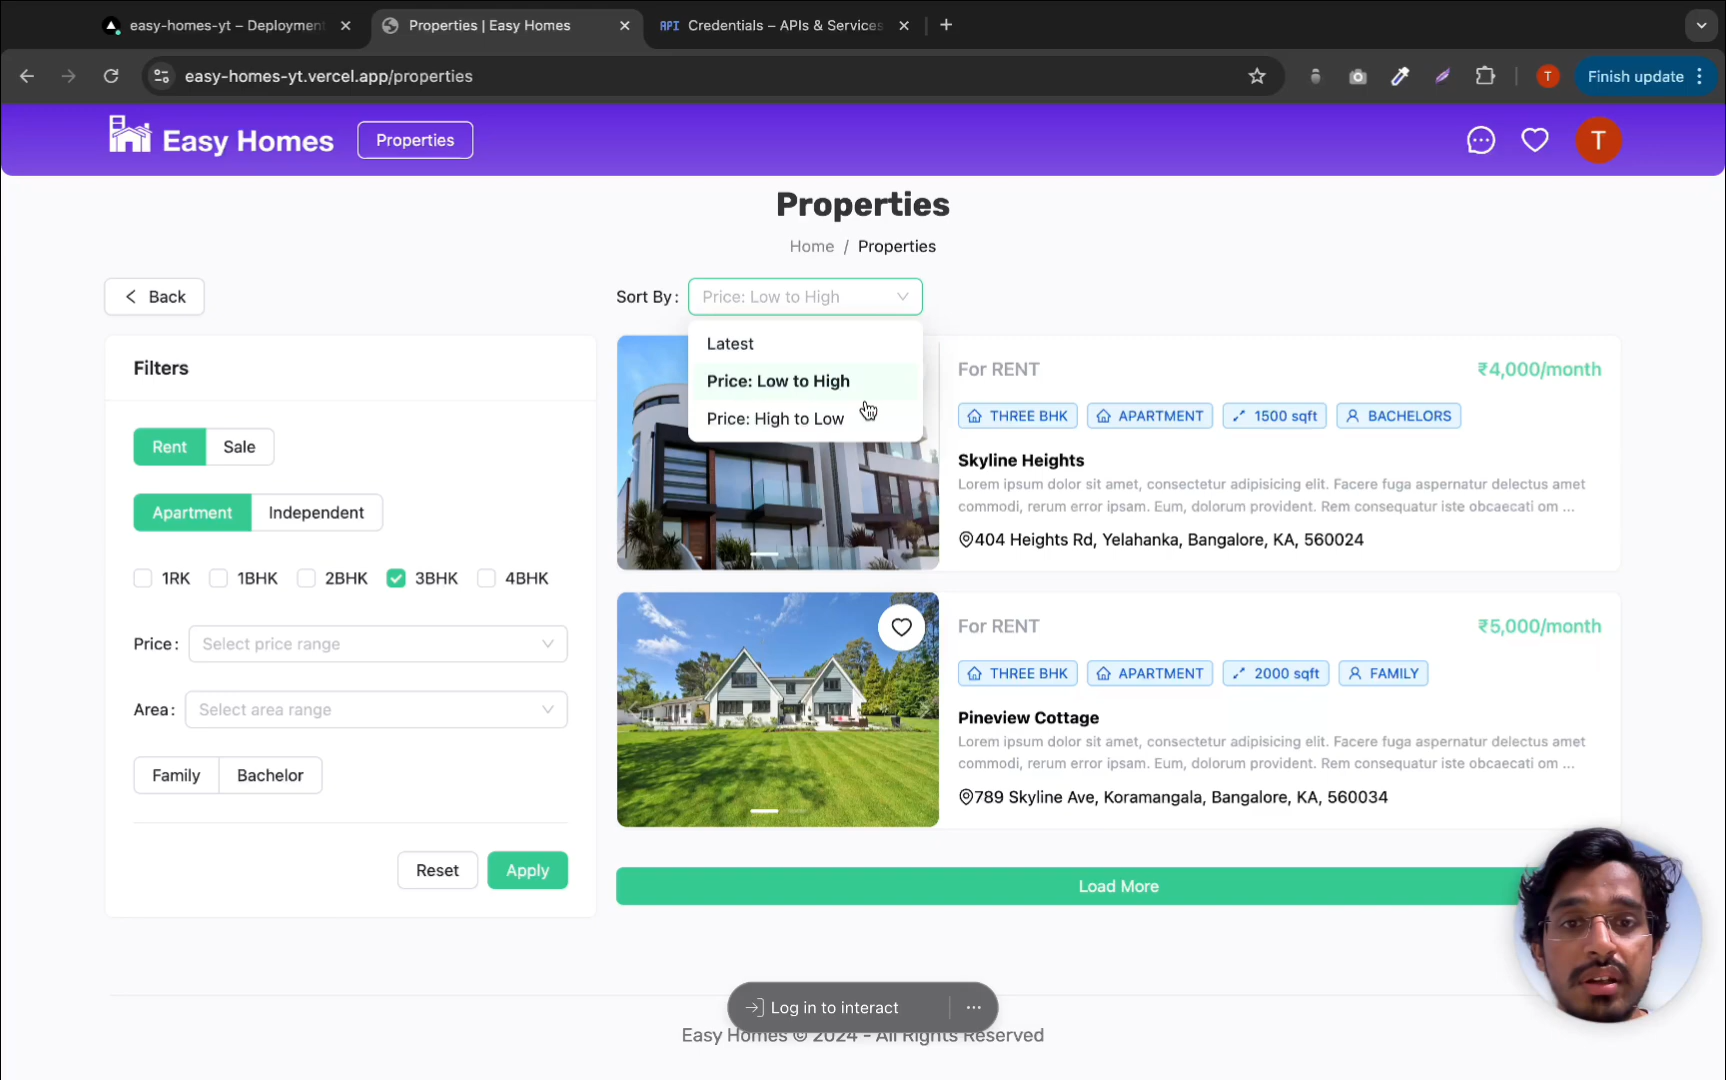 easy-homes-yt – Deployment
Properties | Easy Homes
API Credentials – APIs & Services
easy-homes-yt.vercel.app/properties
T
Finish update
Easy Homes
Properties
T
Properties
Home / Properties
Back
Sort By :
Price: Low to High
Latest
Price: Low to High
Price: High to Low
Filters
Rent
Sale
Apartment
Independent
1RK
1BHK
2BHK
3BHK
4BHK
Price :
Select price range
Area :
Select area range
Family
Bachelor
Reset
Apply
For RENT
₹4,000/month
THREE BHK
APARTMENT
1500 sqft
BACHELORS
Skyline Heights
Lorem ipsum dolor sit amet, consectetur adipisicing elit. Facere fuga aspernatur delectus amet
commodi, rerum error ipsam. Eum, dolorum provident. Rem consequatur iste obcaecati om ...
404 Heights Rd, Yelahanka, Bangalore, KA, 560024
For RENT
₹5,000/month
THREE BHK
APARTMENT
2000 sqft
FAMILY
Pineview Cottage
Lorem ipsum dolor sit amet, consectetur adipisicing elit. Facere fuga aspernatur delectus amet
commodi, rerum error ipsam. Eum, dolorum provident. Rem consequatur iste obcaecati om ...
789 Skyline Ave, Koramangala, Bangalore, KA, 560034
Load More
Log in to interact
Easy Homes © 2024 - All Rights Reserved